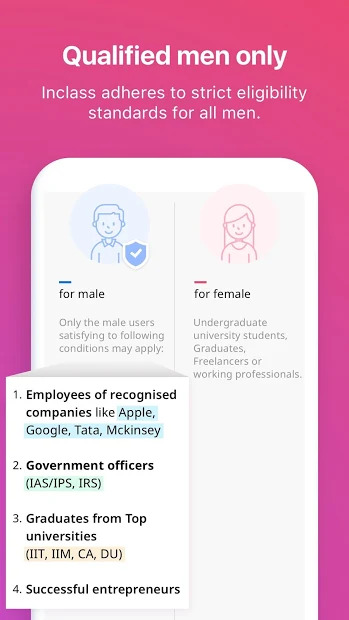 Qualified men only
Inclass adheres to strict eligibility
standards for all men.
for male
Only the male users
satisfying to following
conditions may apply:
for female
Undergraduate
university students,
Graduates,
Freelancers or
working professionals.
1. Employees of recognised
companies like Apple,
Google, Tata, Mckinsey
2. Government officers
(IAS/IPS, IRS)
3. Graduates from Top
universities
(IIT, IIM, CA, DU)
4. Successful entrepreneurs